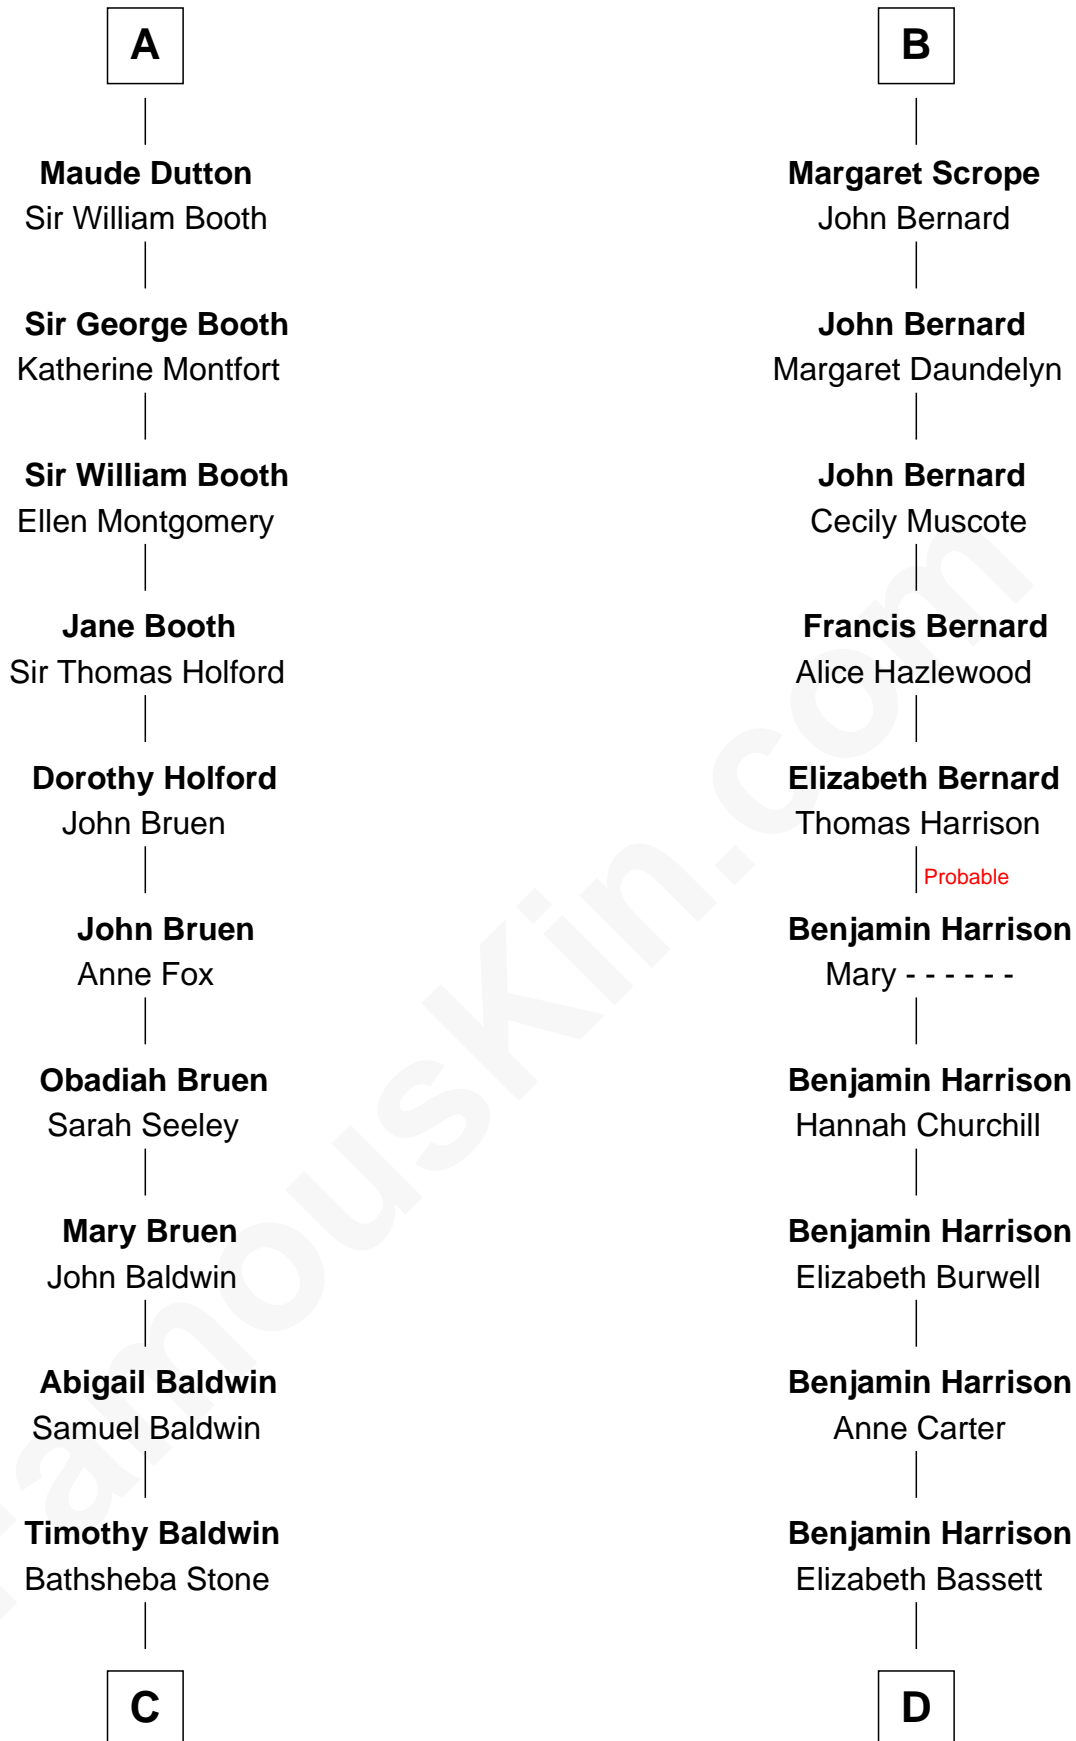 A
Maude Dutton
Sir William Booth
Sir George Booth
Katherine Montfort
Sir William Booth
Ellen Montgomery
Jane Booth
Sir Thomas Holford
Dorothy Holford
John Bruen
John Bruen
Anne Fox
Obadiah Bruen
Sarah Seeley
Mary Bruen
John Baldwin
Abigail Baldwin
Samuel Baldwin
Timothy Baldwin
Bathsheba Stone
C
B
Margaret Scrope
John Bernard
John Bernard
Margaret Daundelyn
John Bernard
Cecily Muscote
Francis Bernard
Alice Hazlewood
Elizabeth Bernard
Thomas Harrison
Probable
Benjamin Harrison
Mary - - - - - -
Benjamin Harrison
Hannah Churchill
Benjamin Harrison
Elizabeth Burwell
Benjamin Harrison
Anne Carter
Benjamin Harrison
Elizabeth Bassett
D
FamousKin.com